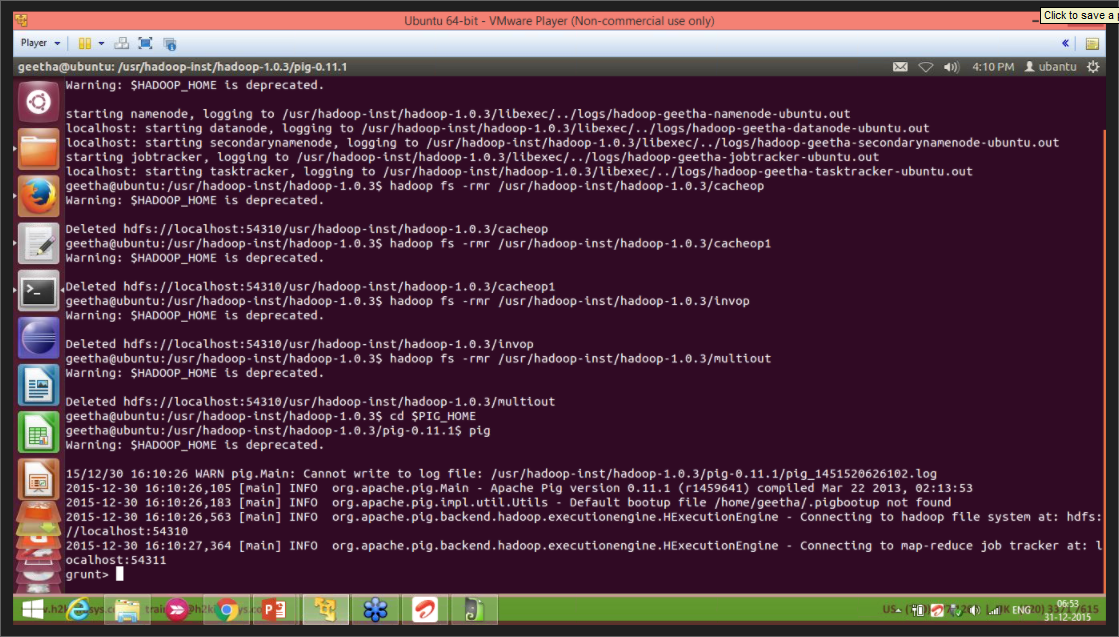 Ubuntu 64-bit - VMware Player (Non-commercial use only)
Click to save a
Player
geetha@ubuntu: /usr/hadoop-inst/hadoop-1.0.3/pig-0.11.1
4:10 PM ubantu
Warning: $HADOOP_HOME is deprecated.
starting namenode, logging to /usr/hadoop-inst/hadoop-1.0.3/libexec/../logs/hadoop-geetha-namenode-ubuntu.out
localhost: starting datanode, logging to /usr/hadoop-inst/hadoop-1.0.3/libexec/../logs/hadoop-geetha-datanode-ubuntu.out
localhost: starting secondarynamenode, logging to /usr/hadoop-inst/hadoop-1.0.3/libexec/../logs/hadoop-geetha-secondarynamenode-ubuntu.out
starting jobtracker, logging to /usr/hadoop-inst/hadoop-1.0.3/libexec/../logs/hadoop-geetha-jobtracker-ubuntu.out
localhost: starting tasktracker, logging to /usr/hadoop-inst/hadoop-1.0.3/libexec/../logs/hadoop-geetha-tasktracker-ubuntu.out
geetha@ubuntu:/usr/hadoop-inst/hadoop-1.0.3$ hadoop fs -rmr /usr/hadoop-inst/hadoop-1.0.3/cacheop
Warning: $HADOOP_HOME is deprecated.
Deleted hdfs://localhost:54310/usr/hadoop-inst/hadoop-1.0.3/cacheop
geetha@ubuntu:/usr/hadoop-inst/hadoop-1.0.3$ hadoop fs -rmr /usr/hadoop-inst/hadoop-1.0.3/cacheop1
Warning: $HADOOP_HOME is deprecated.
Deleted hdfs://localhost:54310/usr/hadoop-inst/hadoop-1.0.3/cacheop1
geetha@ubuntu:/usr/hadoop-inst/hadoop-1.0.3$ hadoop fs -rmr /usr/hadoop-inst/hadoop-1.0.3/invop
Warning: $HADOOP_HOME is deprecated.
Deleted hdfs://localhost:54310/usr/hadoop-inst/hadoop-1.0.3/invop
geetha@ubuntu:/usr/hadoop-inst/hadoop-1.0.3$ hadoop fs -rmr /usr/hadoop-inst/hadoop-1.0.3/multiout
Warning: $HADOOP_HOME is deprecated.
Deleted hdfs://localhost:54310/usr/hadoop-inst/hadoop-1.0.3/multiout
geetha@ubuntu:/usr/hadoop-inst/hadoop-1.0.3$ cd $PIG_HOME
geetha@ubuntu:/usr/hadoop-inst/hadoop-1.0.3/pig-0.11.1$ pig
Warning: $HADOOP_HOME is deprecated.
15/12/30 16:10:26 WARN pig.Main: Cannot write to log file: /usr/hadoop-inst/hadoop-1.0.3/pig-0.11.1/pig_1451520626102.log
2015-12-30 16:10:26,105 [main] INFO  org.apache.pig.Main - Apache Pig version 0.11.1 (r1459641) compiled Mar 22 2013, 02:13:53
2015-12-30 16:10:26,183 [main] INFO  org.apache.pig.impl.util.Utils - Default bootup file /home/geetha/.pigbootup not found
2015-12-30 16:10:26,563 [main] INFO  org.apache.pig.backend.hadoop.executionengine.HExecutionEngine - Connecting to hadoop file system at: hdfs:
//localhost:54310
2015-12-30 16:10:27,364 [main] INFO  org.apache.pig.backend.hadoop.executionengine.HExecutionEngine - Connecting to map-reduce job tracker at: l
ocalhost:54311
grunt>
ENG
06:53
31-12-2015